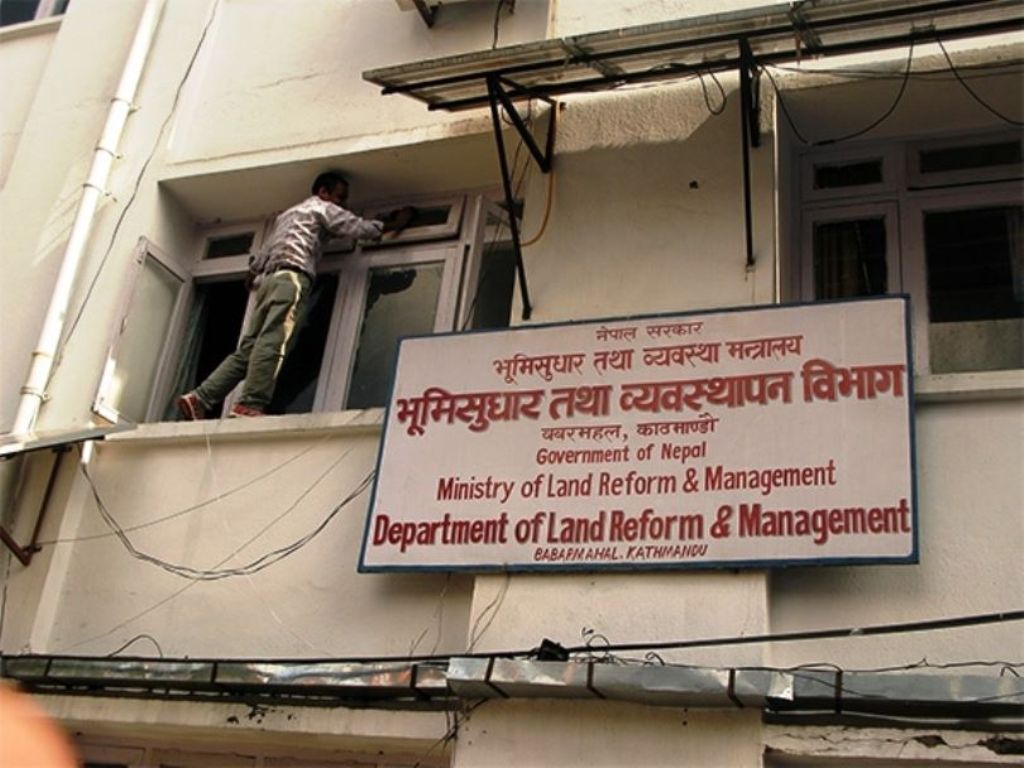 नेपाल सरकार
भूमिसुधार तथा व्यवस्था मन्त्रालय
भूमिसुधार तथा व्यवस्थापन विभाग
बबरमहल, काठमाण्डौ
Government of Nepal
Ministry of Land Reform & Management
Department of Land Reform & Management
BABARMAHAL. KATHMANDU